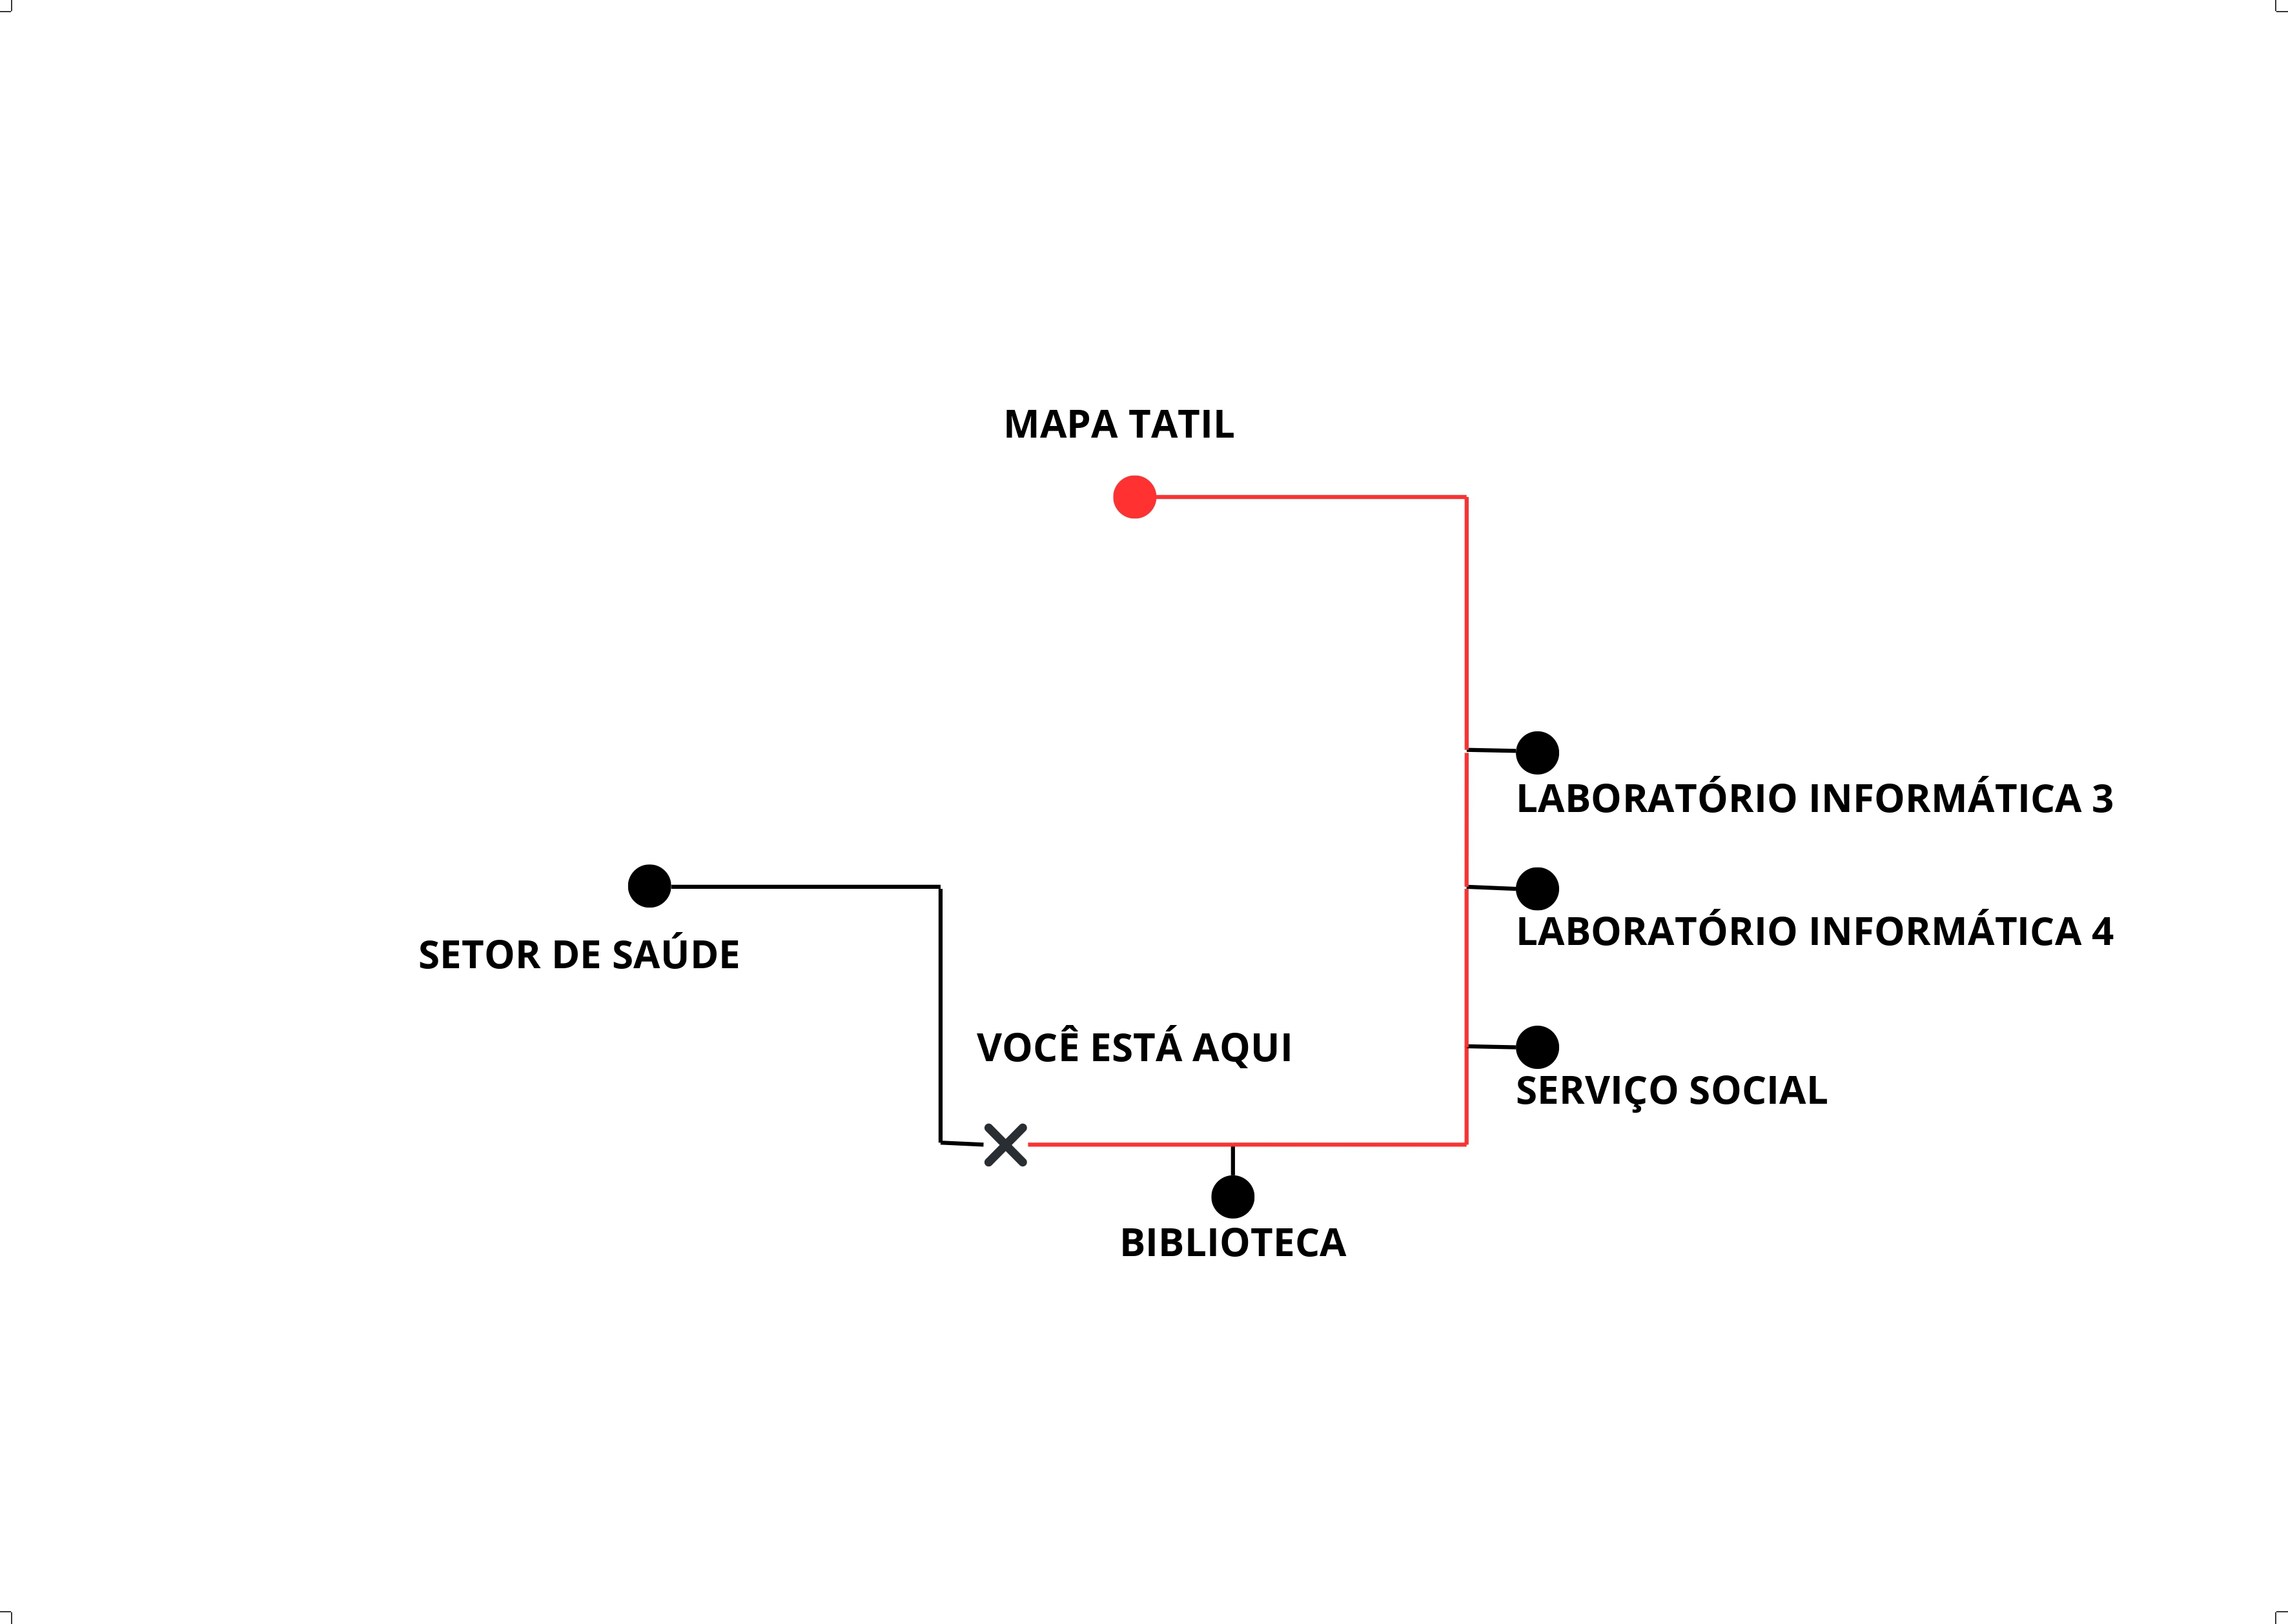 MAPA TATIL
LABORATÓRIO INFORMÁTICA 3
LABORATÓRIO INFORMÁTICA 4
SETOR DE SAÚDE
VOCÊ ESTÁ AQUI
SERVIÇO SOCIAL
BIBLIOTECA